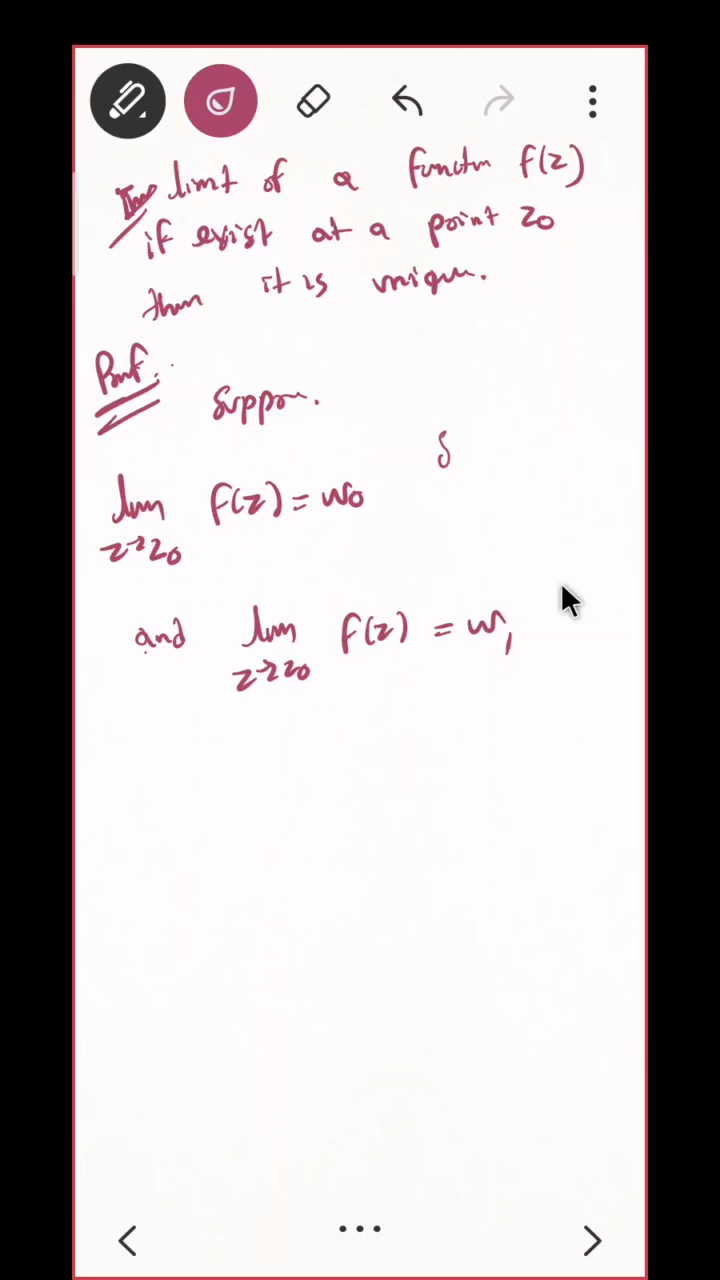 Thm limit of a function f(z)
if exist at a point z₀
then it is unique.
Proof:
Suppose.
δ
lim f(z) = w₀
z→z₀
and lim f(z) = w₁
z→z₀